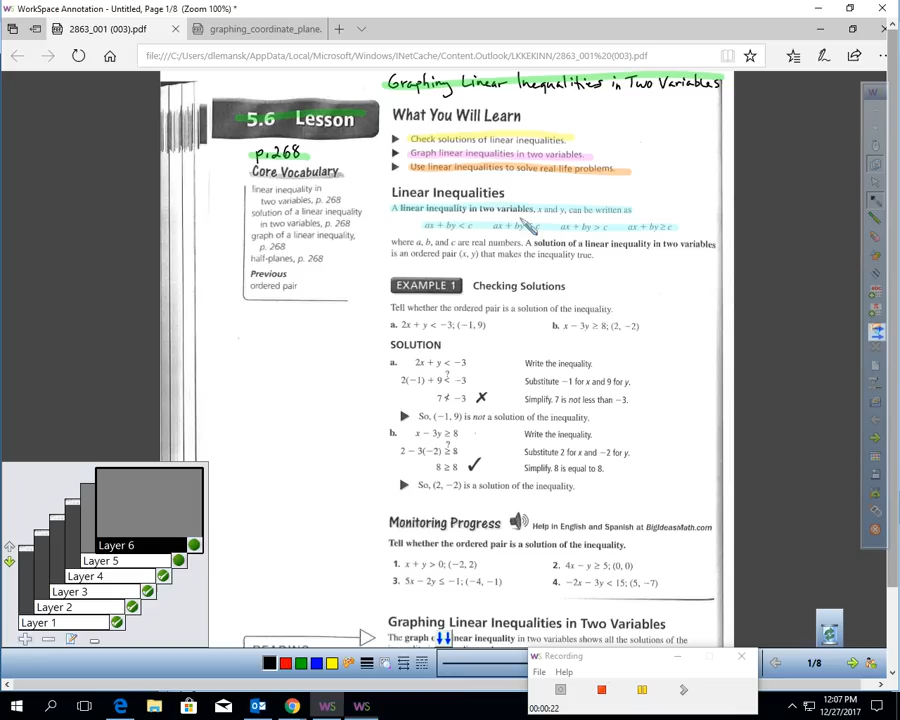 WorkSpace Annotation - Untitled, Page 1/8 (Zoom 100%) *
2863_001 (003).pdf
graphing_coordinate_plane.
file:///C:/Users/dlemansk/AppData/Local/Microsoft/Windows/INetCache/Content.Outlook/LKKEKINN/2863_001%20(003).pdf
Graphing Linear Inequalities in Two Variables
5.6 Lesson
p.268
Core Vocabulary
linear inequality in
two variables, p. 268
solution of a linear inequality
in two variables, p. 268
graph of a linear inequality,
p. 268
half-planes, p. 268
Previous
ordered pair
What You Will Learn
Check solutions of linear inequalities.
Graph linear inequalities in two variables.
Use linear inequalities to solve real life problems.
Linear Inequalities
A linear inequality in two variables, x and y, can be written as
ax + by < c ax + by ≤ c ax + by > c ax + by ≥ c
where a, b, and c are real numbers. A solution of a linear inequality in two variables
is an ordered pair (x, y) that makes the inequality true.
EXAMPLE 1 Checking Solutions
Tell whether the ordered pair is a solution of the inequality.
a. 2x + y < −3; (−1, 9) b. x − 3y ≥ 8; (2, −2)
SOLUTION
a. 2x + y < −3 Write the inequality.
2(−1) + 9 <? −3 Substitute −1 for x and 9 for y.
7 ≮ −3 ✗ Simplify. 7 is not less than −3.
So, (−1, 9) is not a solution of the inequality.
b. x − 3y ≥ 8 Write the inequality.
2 − 3(−2) ≥? 8 Substitute 2 for x and −2 for y.
8 ≥ 8 ✓ Simplify. 8 is equal to 8.
So, (2, −2) is a solution of the inequality.
Monitoring Progress Help in English and Spanish at BigIdeasMath.com
Tell whether the ordered pair is a solution of the inequality.
1. x + y > 0; (−2, 2) 2. 4x − y ≥ 5; (0, 0)
3. 5x − 2y ≤ −1; (−4, −1) 4. −2x − 3y < 15; (5, −7)
Graphing Linear Inequalities in Two Variables
The graph linear inequality in two variables shows all the solutions of the
Layer 6
Layer 5
Layer 4
Layer 3
Layer 2
Layer 1
Recording
File Help
00:00:22
1/8
12:07 PM
12/27/2017